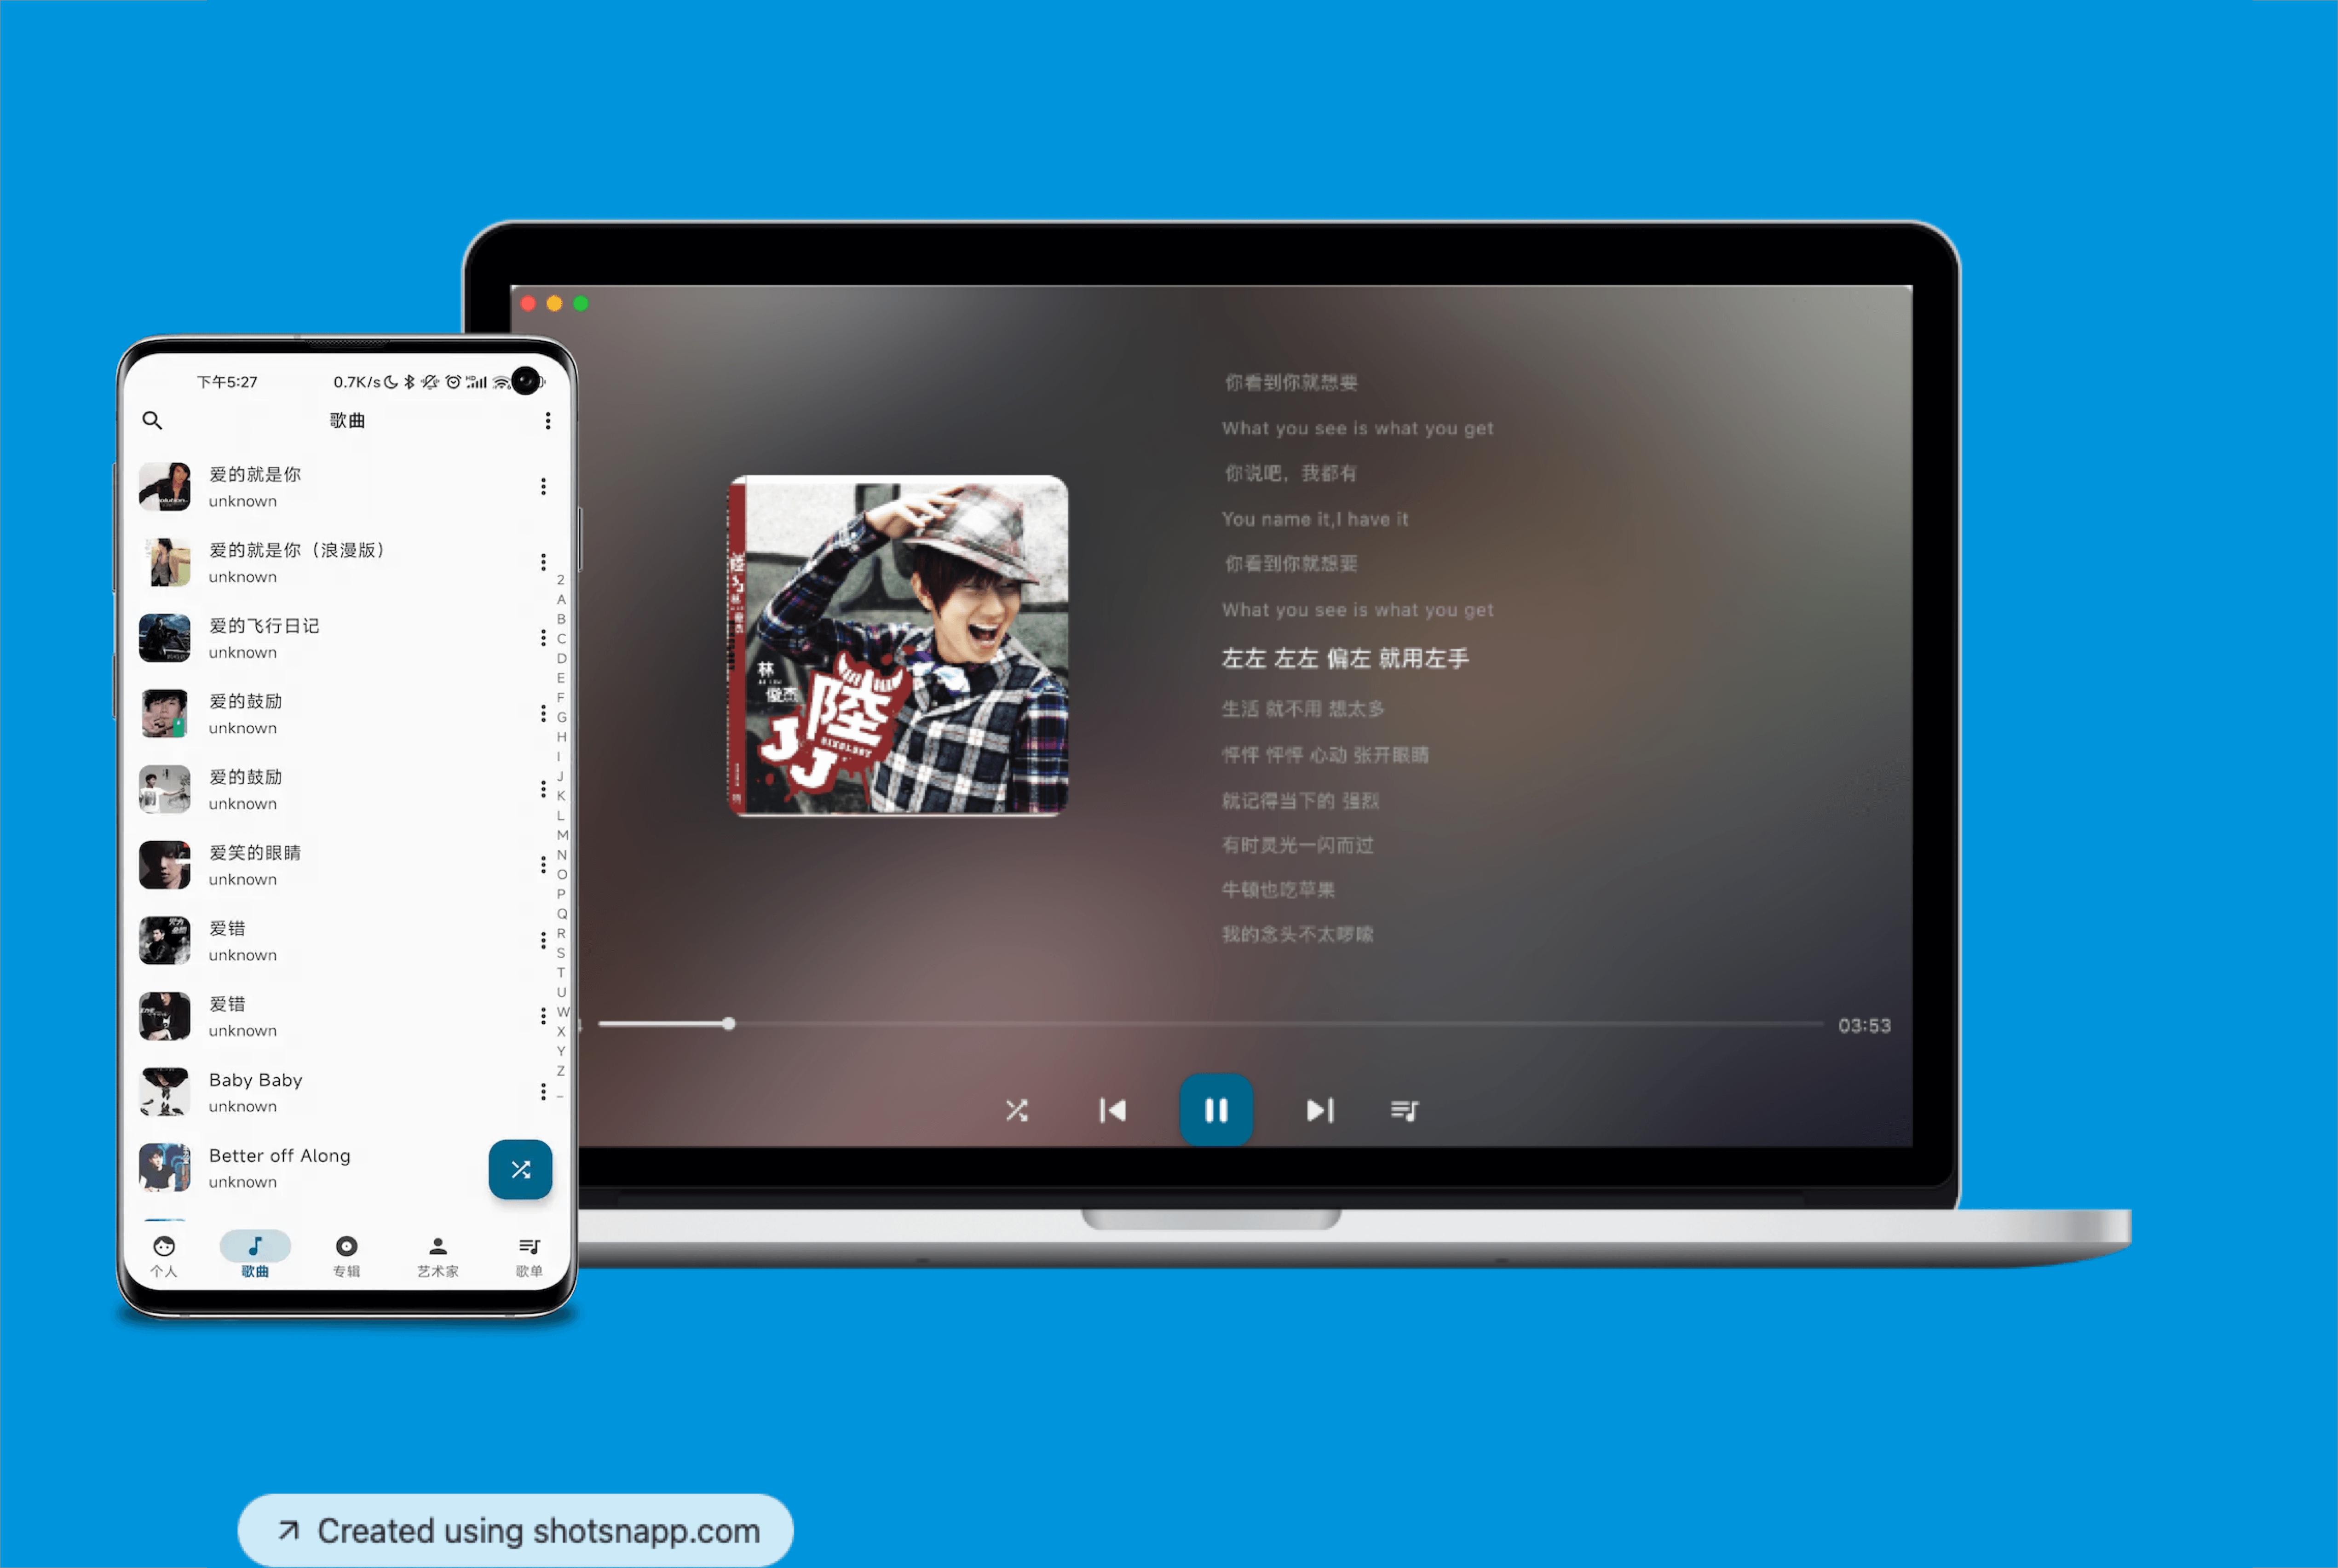 下午5:27
0.7K/s
HD
歌曲
爱的就是你
unknown
爱的就是你（浪漫版）
unknown
爱的飞行日记
unknown
爱的鼓励
unknown
爱的鼓励
unknown
爱笑的眼睛
unknown
爱错
unknown
爱错
unknown
Baby Baby
unknown
Better off Along
unknown
2
A
B
C
D
E
F
G
H
I
J
K
L
M
N
O
P
Q
R
S
T
U
W
X
Y
Z
_
个人
歌曲
专辑
艺术家
歌单
林
俊杰
陸
JJ
SIXOLOGY
你看到你就想要
What you see is what you get
你说吧，我都有
You name it,I have it
你看到你就想要
What you see is what you get
左左 左左 偏左 就用左手
生活 就不用 想太多
怦怦 怦怦 心动 张开眼睛
就记得当下的 强烈
有时灵光一闪而过
牛顿也吃苹果
我的念头不太啰嗦
03:53
Created using shotsnapp.com